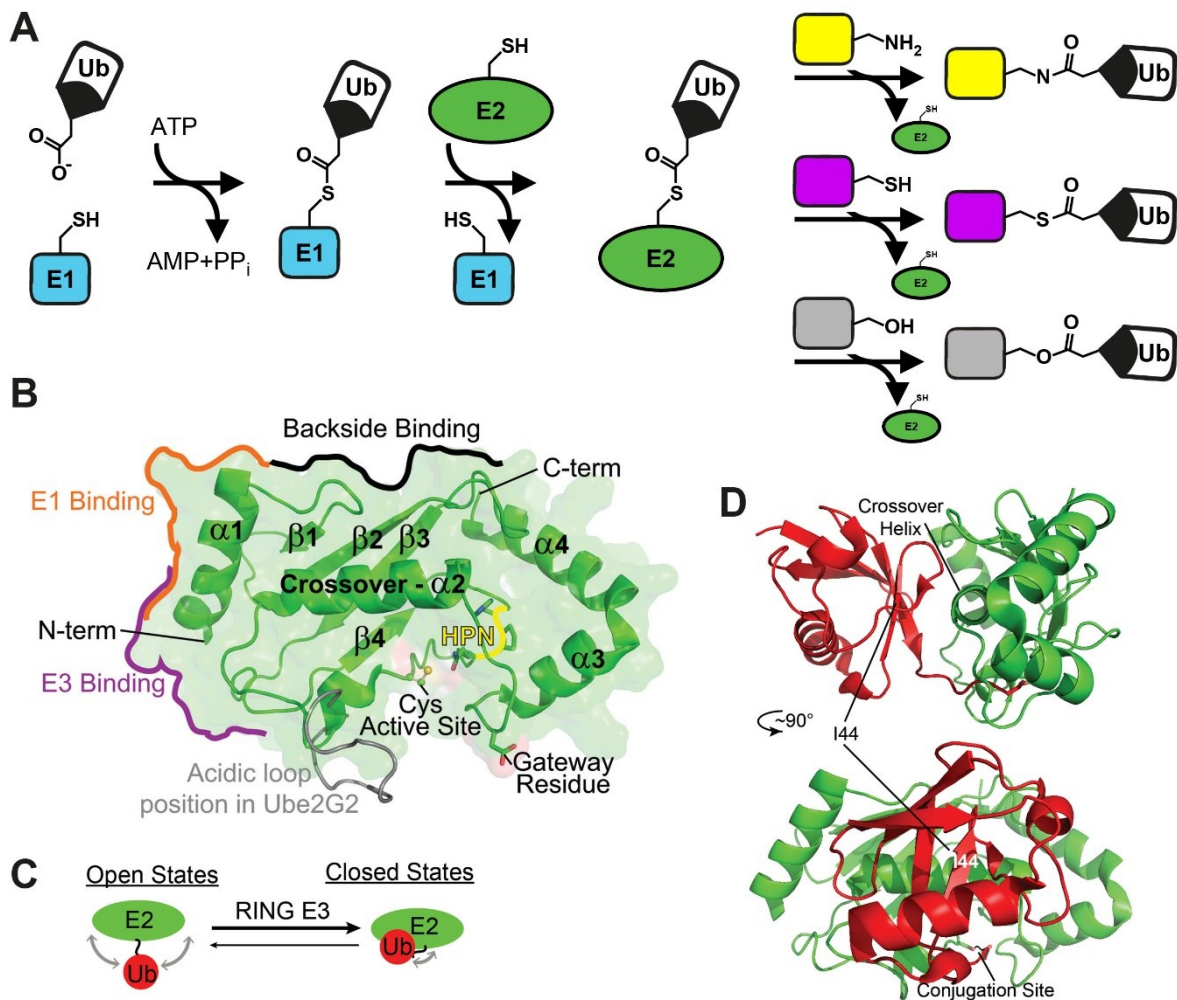 A
Ub
O
O-
SH
E1
ATP
AMP+PPi
Ub
O
S
E1
SH
E2
HS
E1
Ub
O
S
E2
NH2
SH
E2
N
O
Ub
SH
SH
E2
S
O
Ub
OH
SH
E2
O
O
Ub
B
Backside Binding
C-term
E1 Binding
α1
β1
β2
β3
α4
Crossover - α2
N-term
β4
HPN
α3
E3 Binding
Cys
Active Site
Gateway
Residue
Acidic loop
position in Ube2G2
C
Open States
Closed States
E2
Ub
RING E3
E2
Ub
D
Crossover
Helix
~90°
I44
I44
Conjugation Site